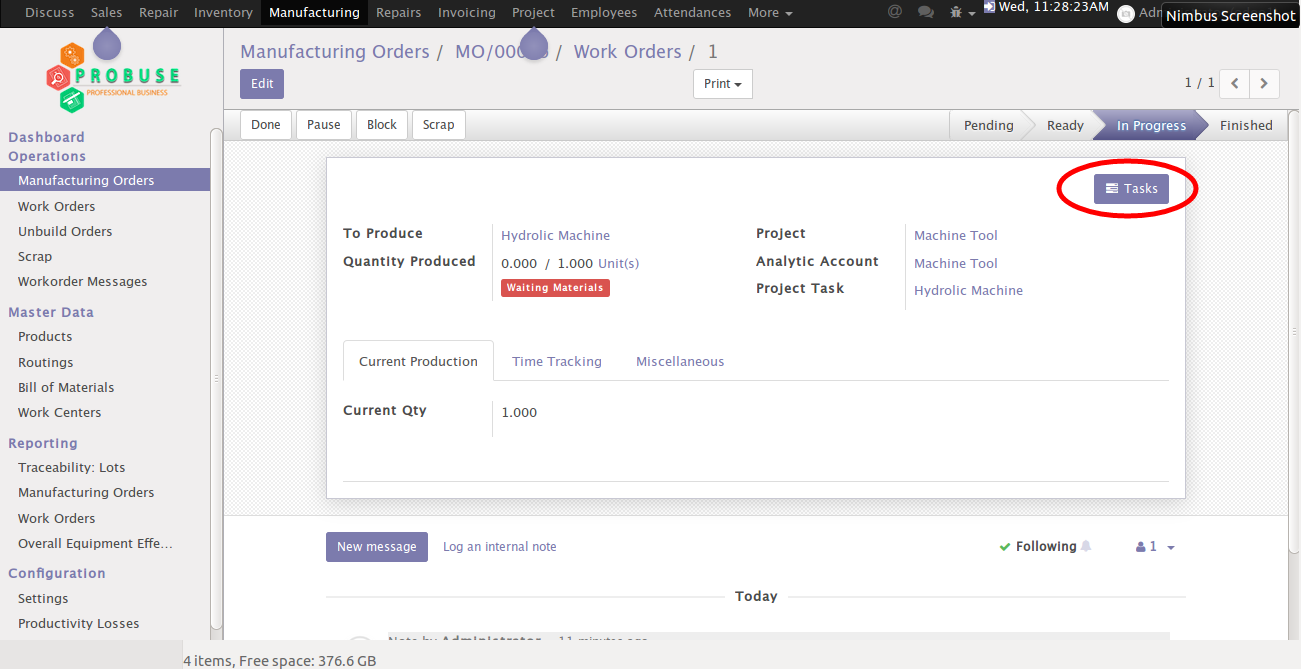 Discuss Sales Repair Inventory Manufacturing Repairs Invoicing Project Employees Attendances More @ Wed, 11:28:23AM Nimbus Screenshot
PROBUSE
PROFESSIONAL BUSINESS
Manufacturing Orders / / Work Orders / 1
Edit Print 1 / 1
Done Pause Block Scrap Pending Ready In Progress Finished
Dashboard
Operations
Manufacturing Orders
Work Orders
Unbuild Orders
Scrap
Workorder Messages
Master Data
Products
Routings
Bill of Materials
Work Centers
Reporting
Traceability: Lots
Manufacturing Orders
Work Orders
Overall Equipment Effe...
Configuration
Settings
Productivity Losses
Tasks
To Produce Hydrolic Machine
Quantity Produced 0.000 / 1.000 Unit(s)
Waiting Materials
Project Machine Tool
Analytic Account Machine Tool
Project Task Hydrolic Machine
Current Production Time Tracking Miscellaneous
Current Qty 1.000
New message Log an internal note Following 1
Today
Note by Administrator 11 minutes ago
4 items, Free space: 376.6 GB